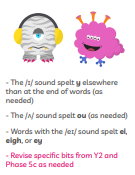 - The /ɪ/ sound spelt y elsewhere
than at the end of words (as
needed)
- The /ʌ/ sound spelt ou (as needed)
- Words with the /eɪ/ sound spelt ei,
eigh, or ey
- Revise specific bits from Y2 and
Phase 5c as needed